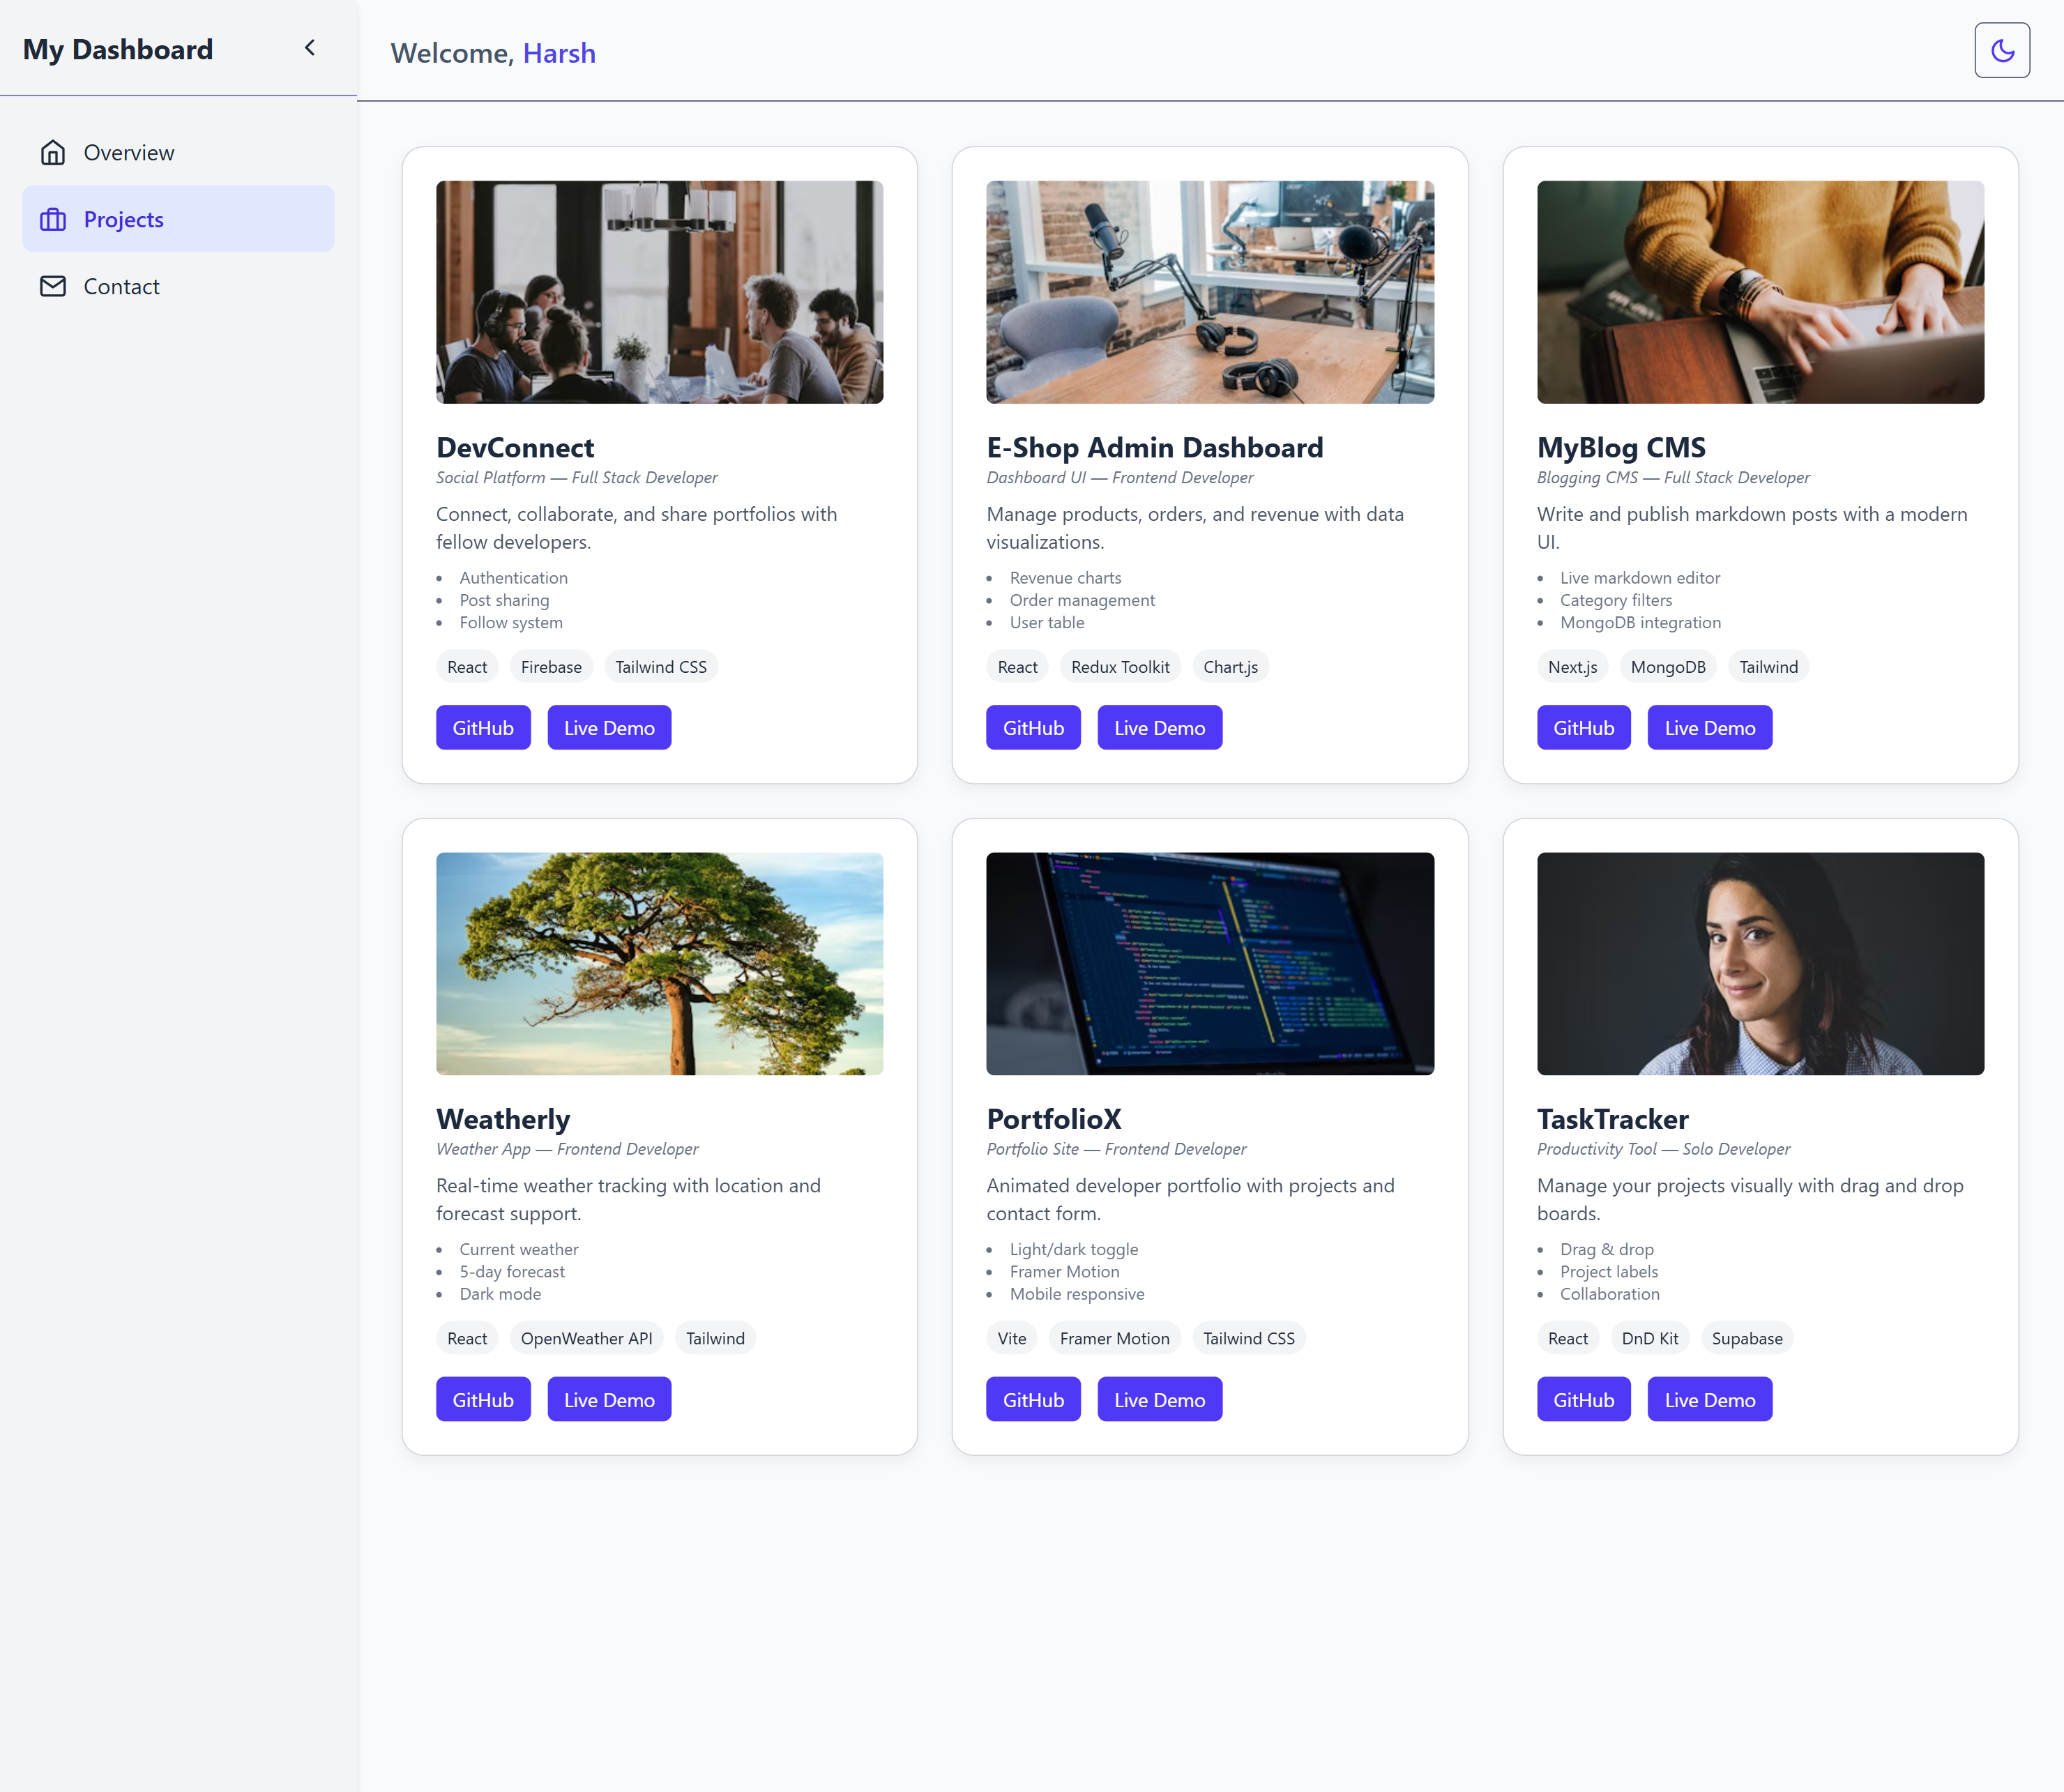 My Dashboard
Overview
Projects
Contact
Welcome, Harsh
DevConnect
Social Platform — Full Stack Developer
Connect, collaborate, and share portfolios with
fellow developers.
• Authentication
• Post sharing
• Follow system
React
Firebase
Tailwind CSS
GitHub
Live Demo
E-Shop Admin Dashboard
Dashboard UI — Frontend Developer
Manage products, orders, and revenue with data
visualizations.
• Revenue charts
• Order management
• User table
React
Redux Toolkit
Chart.js
GitHub
Live Demo
MyBlog CMS
Blogging CMS — Full Stack Developer
Write and publish markdown posts with a modern
UI.
• Live markdown editor
• Category filters
• MongoDB integration
Next.js
MongoDB
Tailwind
GitHub
Live Demo
Weatherly
Weather App — Frontend Developer
Real-time weather tracking with location and
forecast support.
• Current weather
• 5-day forecast
• Dark mode
React
OpenWeather API
Tailwind
GitHub
Live Demo
PortfolioX
Portfolio Site — Frontend Developer
Animated developer portfolio with projects and
contact form.
• Light/dark toggle
• Framer Motion
• Mobile responsive
Vite
Framer Motion
Tailwind CSS
GitHub
Live Demo
TaskTracker
Productivity Tool — Solo Developer
Manage your projects visually with drag and drop
boards.
• Drag & drop
• Project labels
• Collaboration
React
DnD Kit
Supabase
GitHub
Live Demo